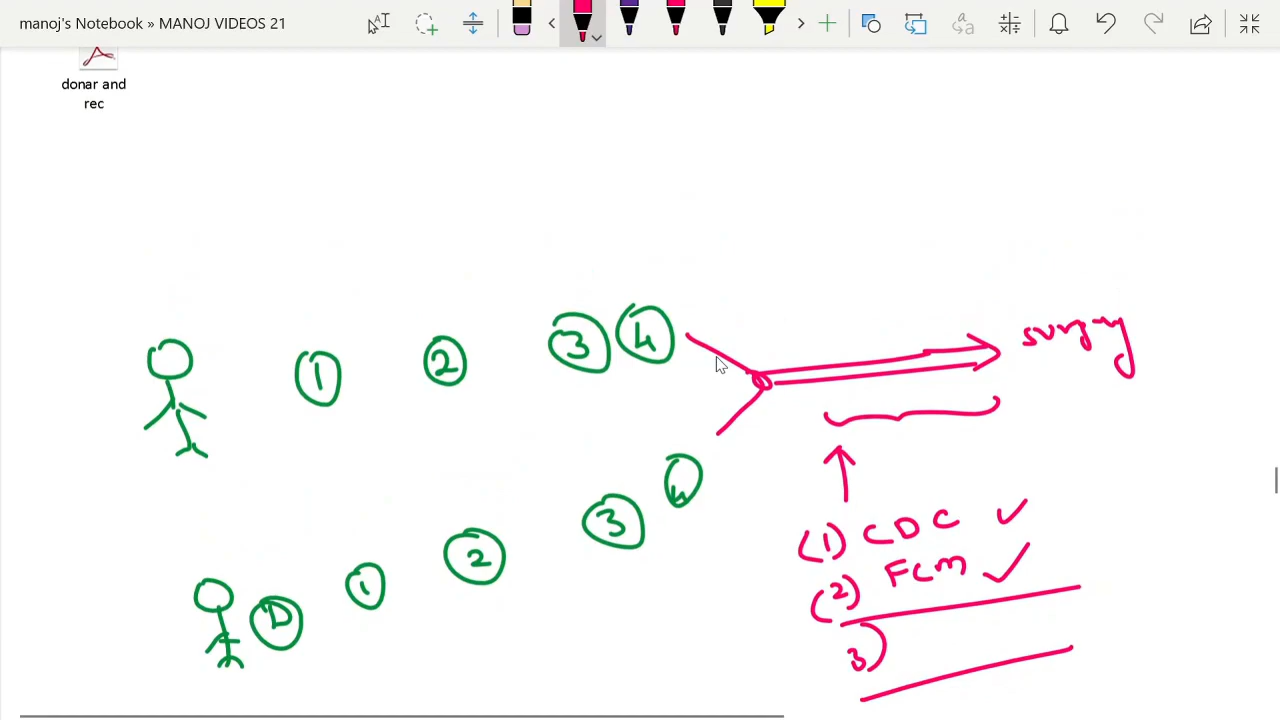 manoj's Notebook » MANOJ VIDEOS 21
donar and
rec
1 2 3 4
surgery
D 1 2 3 4
(1) CDC ✓
(2) FCM ✓
3)